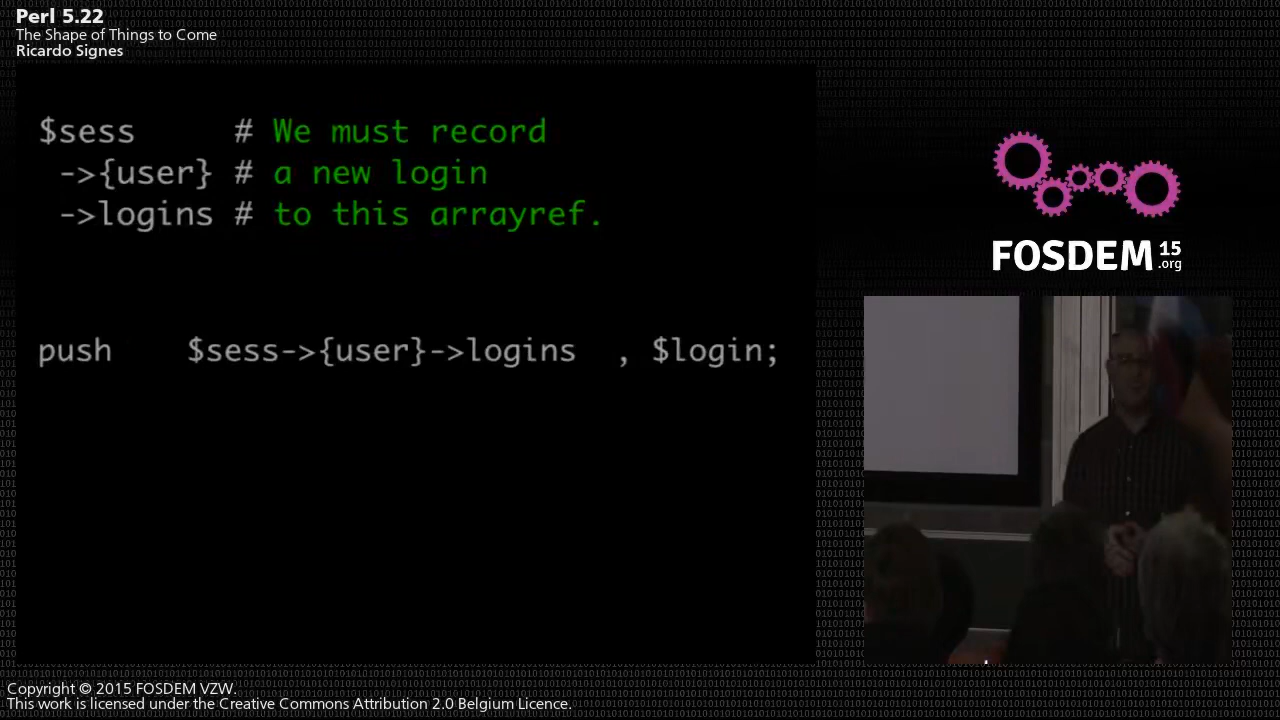 Perl 5.22
The Shape of Things to Come
Ricardo Signes
$sess     # We must record
 ->{user} # a new login
 ->logins # to this arrayref.
push    $sess->{user}->logins  , $login;
FOSDEM 15
.org
Copyright © 2015 FOSDEM VZW.
This work is licensed under the Creative Commons Attribution 2.0 Belgium Licence.